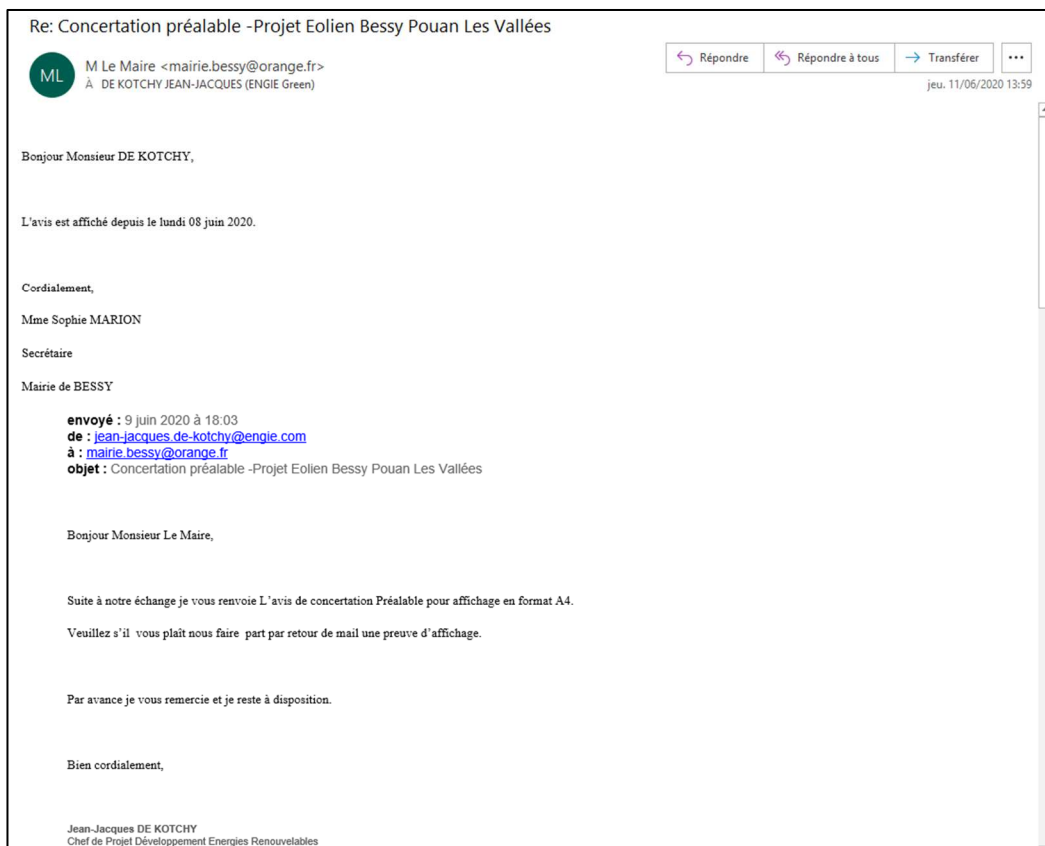 Re: Concertation préalable -Projet Eolien Bessy Pouan Les Vallées
ML
M Le Maire <mairie.bessy@orange.fr>
À DE KOTCHY JEAN-JACQUES (ENGIE Green)
Répondre
Répondre à tous
Transférer
jeu. 11/06/2020 13:59
Bonjour Monsieur DE KOTCHY,
L'avis est affiché depuis le lundi 08 juin 2020.
Cordialement,
Mme Sophie MARION
Secrétaire
Mairie de BESSY
envoyé : 9 juin 2020 à 18:03
de : jean-jacques.de-kotchy@engie.com
à : mairie.bessy@orange.fr
objet : Concertation préalable -Projet Eolien Bessy Pouan Les Vallées
Bonjour Monsieur Le Maire,
Suite à notre échange je vous renvoie L’avis de concertation Préalable pour affichage en format A4.
Veuillez s’il vous plaît nous faire part par retour de mail une preuve d’affichage.
Par avance je vous remercie et je reste à disposition.
Bien cordialement,
Jean-Jacques DE KOTCHY
Chef de Projet Développement Energies Renouvelables